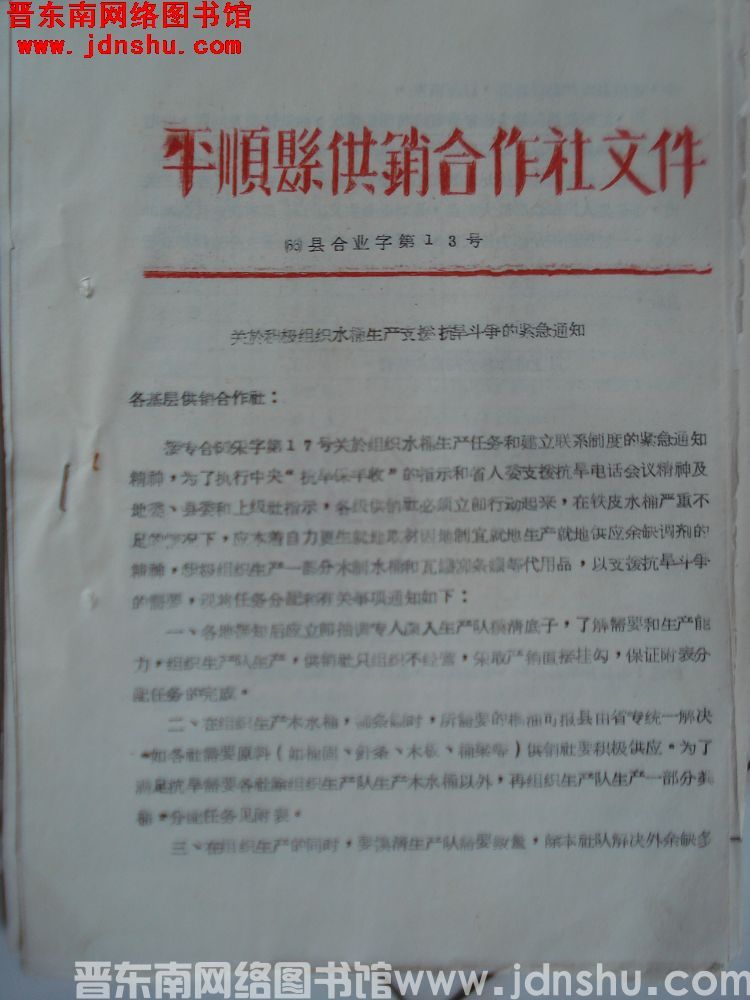 晋东南网络图书馆
www.jdnshu.com
平順縣供銷合作社文件
(65)县合业字第13号
关於积极组织水桶生产支援抗旱斗争的紧急通知
各基层供销合作社：
接专合 采字第17号关於组织水桶生产任务和建立联系制度的紧急通知
精神，为了执行中央“抗旱保丰收”的指示和省人委支援抗旱电话会议精神及
地委、县委和上级社指示，各级供销社必须立即行动起来，在铁皮水桶严重不
足的情况下，应本着自力更生就地取材因地制宜就地生产就地供应余缺调剂的
精神，积极组织生产一部分木制水桶和瓦罐 条 等代用品，以支援抗旱斗争
的需要，现将任务分配和有关事项通知如下：
一、各地接知后应立即抽调专人深入生产队摸清底子，了解需要和生产能
力，组织生产队生产，供销社只组织不经营，采取产销直接挂勾，保证附表分
配任务的完成。
二、在组织生产木水桶， 条 时，所需要的桐油可报县由省专统一解决
。如各社需要原料（如桶 、 条、木板、桶梁等）供销社要积极供应。为了
满足抗旱需要各社除组织生产队生产木水桶以外，再组织生产队生产一部分
桶。分配任务见附表。
三、在组织生产的同时，要摸清生产队需要数量，除本社队解决外余缺多
晋东南网络图书馆www.jdnshu.com